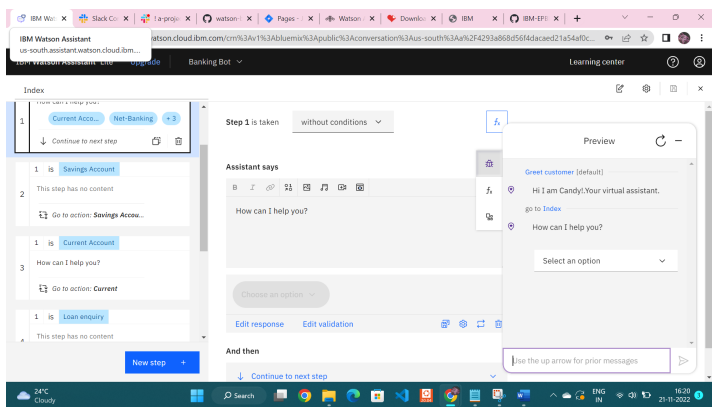 IBM Wat
Slack Co
! a-proje
watson-
Pages -
Watson
Downlo
IBM
IBM-EPI
IBM Watson Assistant
us-south.assistant.watson.cloud.ibm....
atson.cloud.ibm.com/cm%3Av1%3Abluemix%3Apublic%3Aconversation%3Aus-south%3Aa%2F4293a868d56f4dacaed21a54af0c...
IBM Watson Assistant Lite
Upgrade
Banking Bot
Learning center
Index
How can I help you?
1
Current Acco...
Net-Banking
+ 3
Continue to next step
1 is Savings Account
This step has no content
2
Go to action: Savings Accou...
1 is Current Account
How can I help you?
3
Go to action: Current
1 is Loan enquiry
This step has no content
New step +
Step 1 is taken
without conditions
Assistant says
How can I help you?
Choose an option
Edit response
Edit validation
And then
Continue to next step
Preview
Greet customer [default]
Hi I am Candy!.Your virtual assistant.
go to Index
How can I help you?
Select an option
Use the up arrow for prior messages
24°C
Cloudy
Search
ENG
IN
16:20
21-11-2022
3